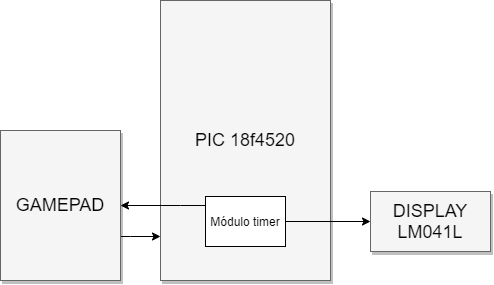 PIC 18f4520
GAMEPAD
Módulo timer
DISPLAY
LM041L